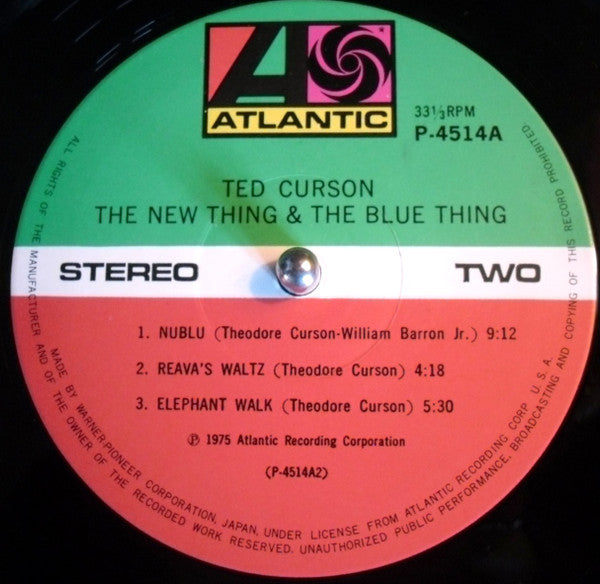 ATLANTIC
33⅓RPM
P-4514A
TED CURSON
THE NEW THING & THE BLUE THING
STEREO TWO
1. NUBLU (Theodore Curson-William Barron Jr.) 9:12
2. REAVA'S WALTZ (Theodore Curson) 4:18
3. ELEPHANT WALK (Theodore Curson) 5:30
℗ 1975 Atlantic Recording Corporation
(P-4514A2)
MADE BY WARNER-PIONEER CORPORATION, JAPAN, UNDER LICENSE FROM ATLANTIC RECORDING CORP. U. S. A.
ALL RIGHTS OF THE MANUFACTURER AND OF THE OWNER OF THE RECORDED WORK RESERVED. UNAUTHORIZED PUBLIC PERFORMANCE, BROADCASTING AND COPYING OF THIS RECORD PROHIBITED.